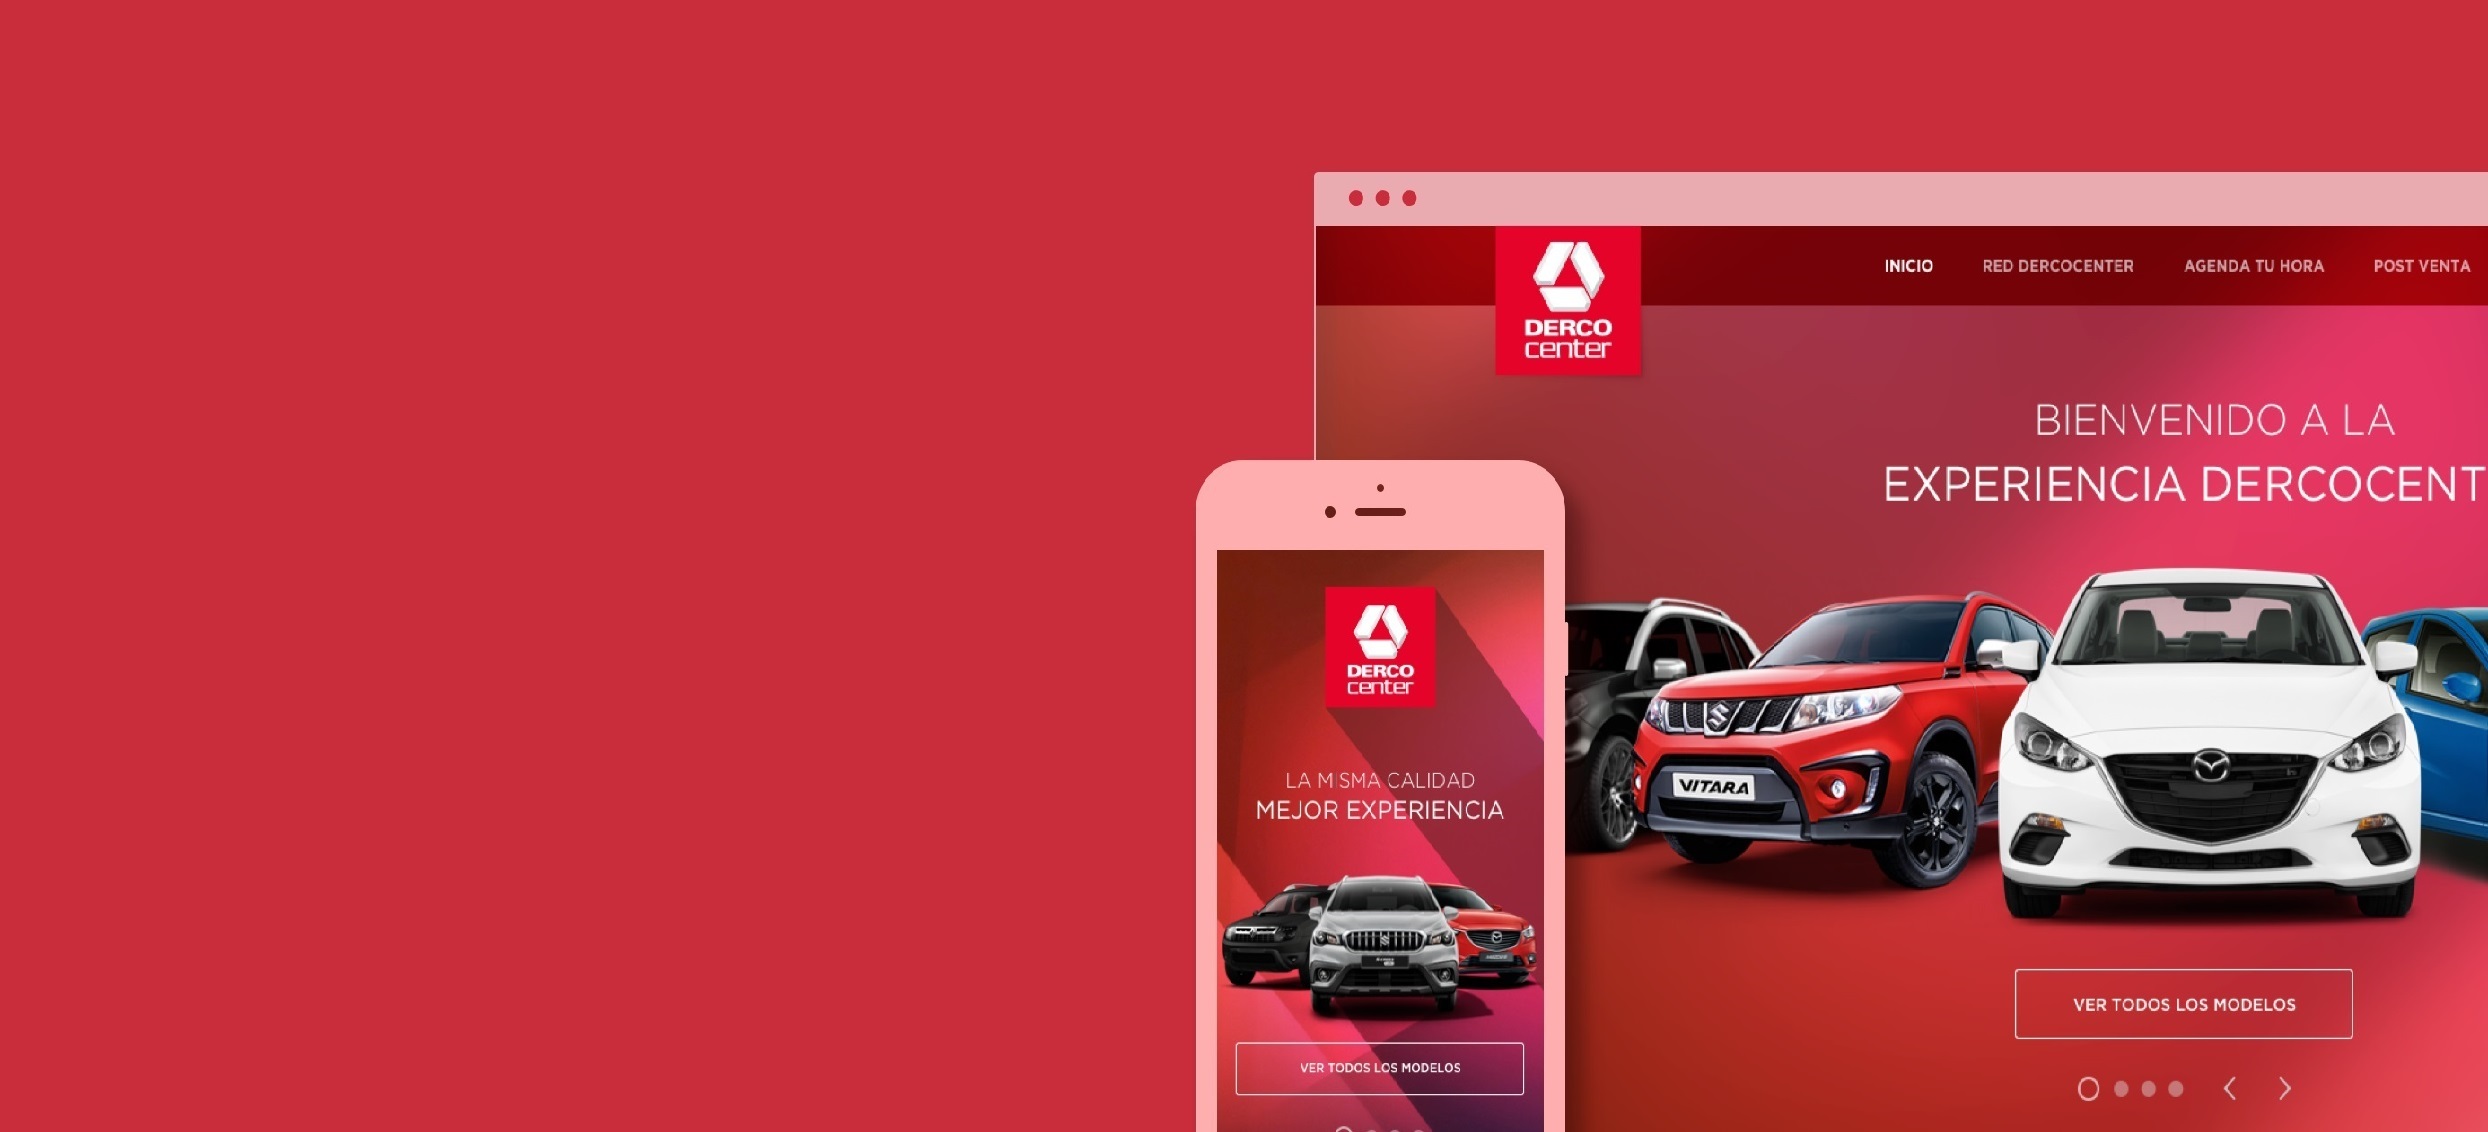 DERCO
center
INICIO RED DERCOCENTER AGENDA TU HORA POST VENTA
BIENVENIDO A LA
EXPERIENCIA DERCOCENT
VITARA
VER TODOS LOS MODELOS
DERCO
center
LA MISMA CALIDAD
MEJOR EXPERIENCIA
VER TODOS LOS MODELOS